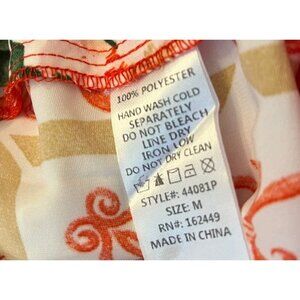 100% POLYESTER
HAND WASH COLD
SEPARATELY
DO NOT BLEACH
LINE DRY
IRON LOW
DO NOT DRY CLEAN
STYLE#: 44081P
SIZE: M
RN#: 162449
MADE IN CHINA